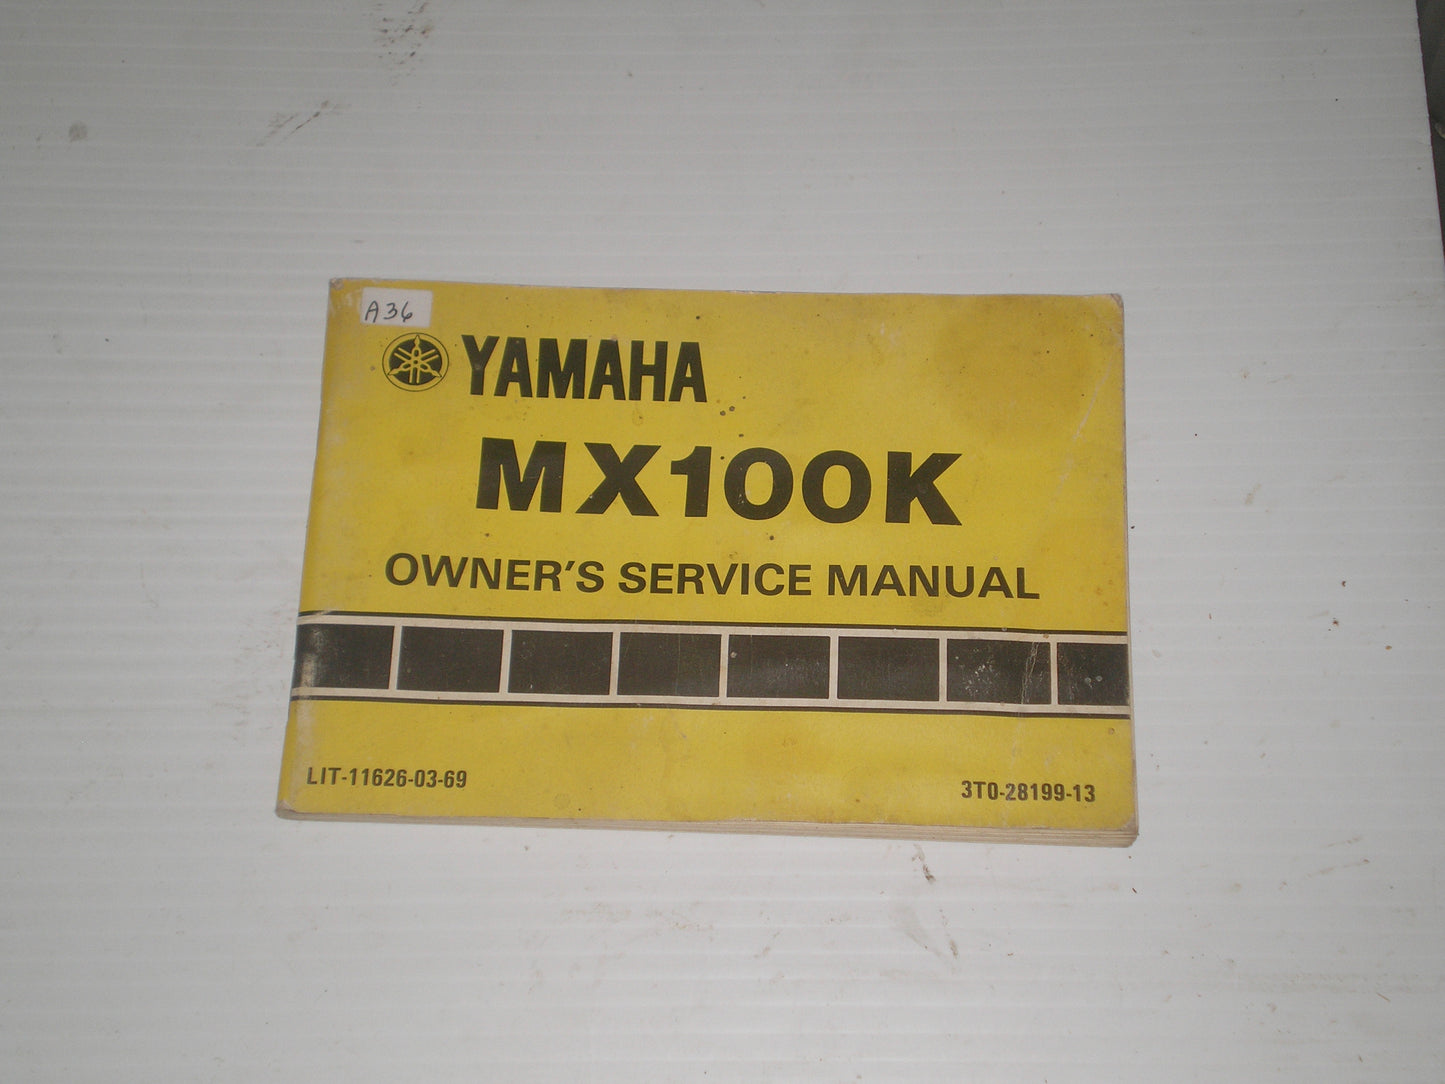 A36
YAMAHA
MX100K
OWNER'S SERVICE MANUAL
LIT-11626-03-69
3T0-28199-13